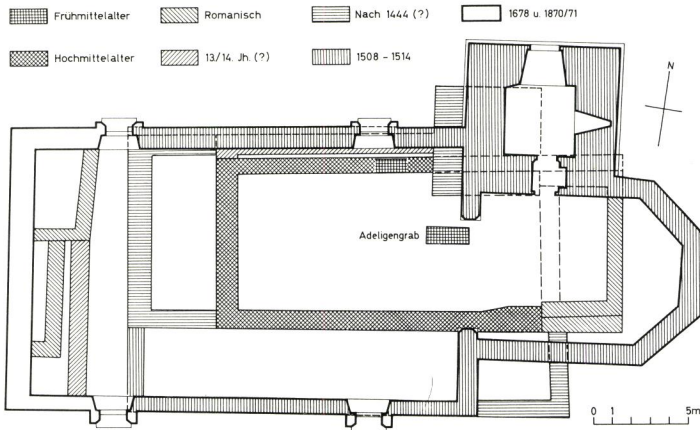 Frühmittelalter
Romanisch
Nach 1444 (?)
1678 u. 1870/71
Hochmittelalter
13./14. Jh. (?)
1508 - 1514
N
Adeligengrab
0 1 5m